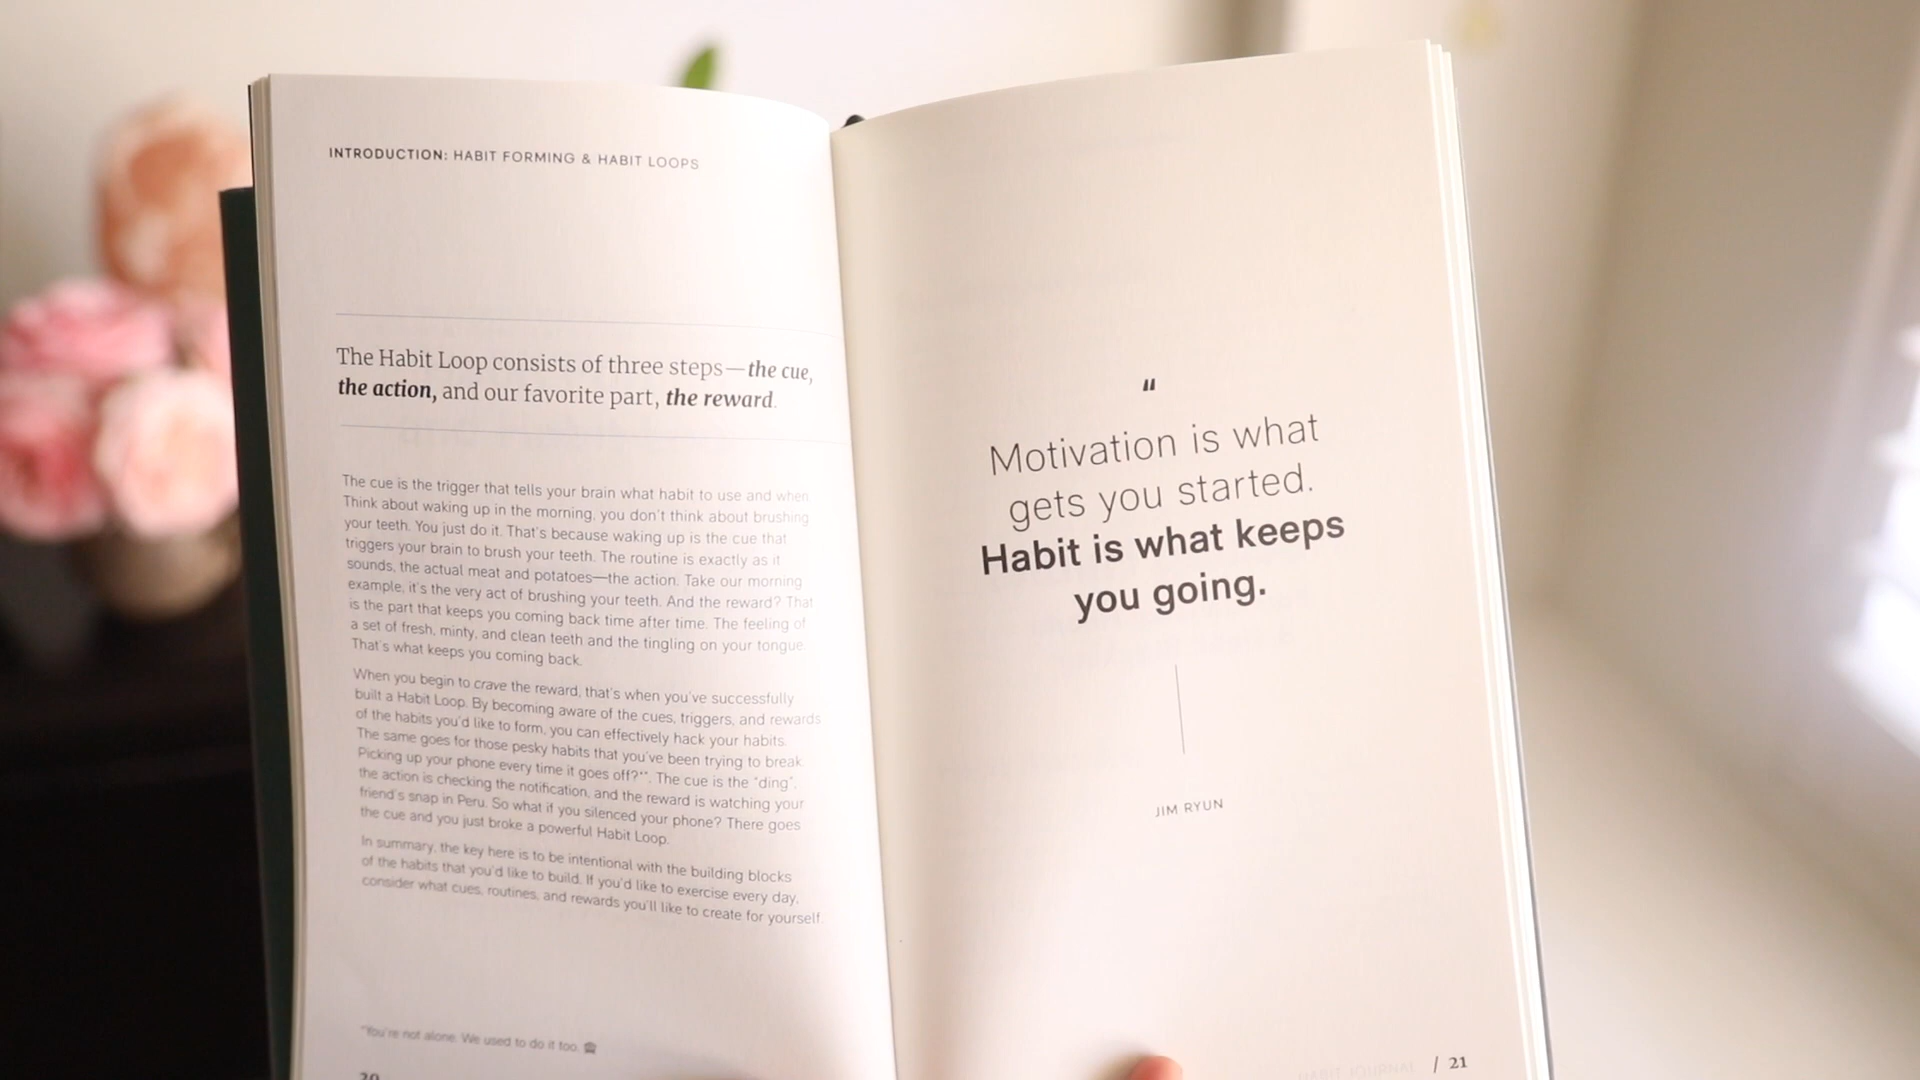 INTRODUCTION: HABIT FORMING & HABIT LOOPS
The Habit Loop consists of three steps—the cue,
the action, and our favorite part, the reward.
The cue is the trigger that tells your brain what habit to use and when
Think about waking up in the morning, you don't think about brushing
your teeth. You just do it. That's because waking up is the cue that
triggers your brain to brush your teeth. The routine is exactly as it
sounds, the actual meat and potatoes—the action. Take our morning
example, it's the very act of brushing your teeth. And the reward? That
is the part that keeps you coming back time after time. The feeling of
a set of fresh, minty, and clean teeth and the tingling on your tongue.
That's what keeps you coming back.
When you begin to crave the reward, that's when you've successfully
built a Habit Loop. By becoming aware of the cues, triggers, and rewards
of the habits you'd like to form, you can effectively hack your habits.
The same goes for those pesky habits that you've been trying to break.
Picking up your phone every time it goes off?**. The cue is the "ding",
the action is checking the notification, and the reward is watching your
friend's snap in Peru. So what if you silenced your phone? There goes
the cue and you just broke a powerful Habit Loop.
In summary, the key here is to be intentional with the building blocks
of the habits that you'd like to build. If you'd like to exercise every day,
consider what cues, routines, and rewards you'll like to create for yourself.
*You're not alone. We used to do it too.
20
"
Motivation is what
gets you started.
Habit is what keeps
you going.
JIM RYUN
HABIT JOURNAL / 21